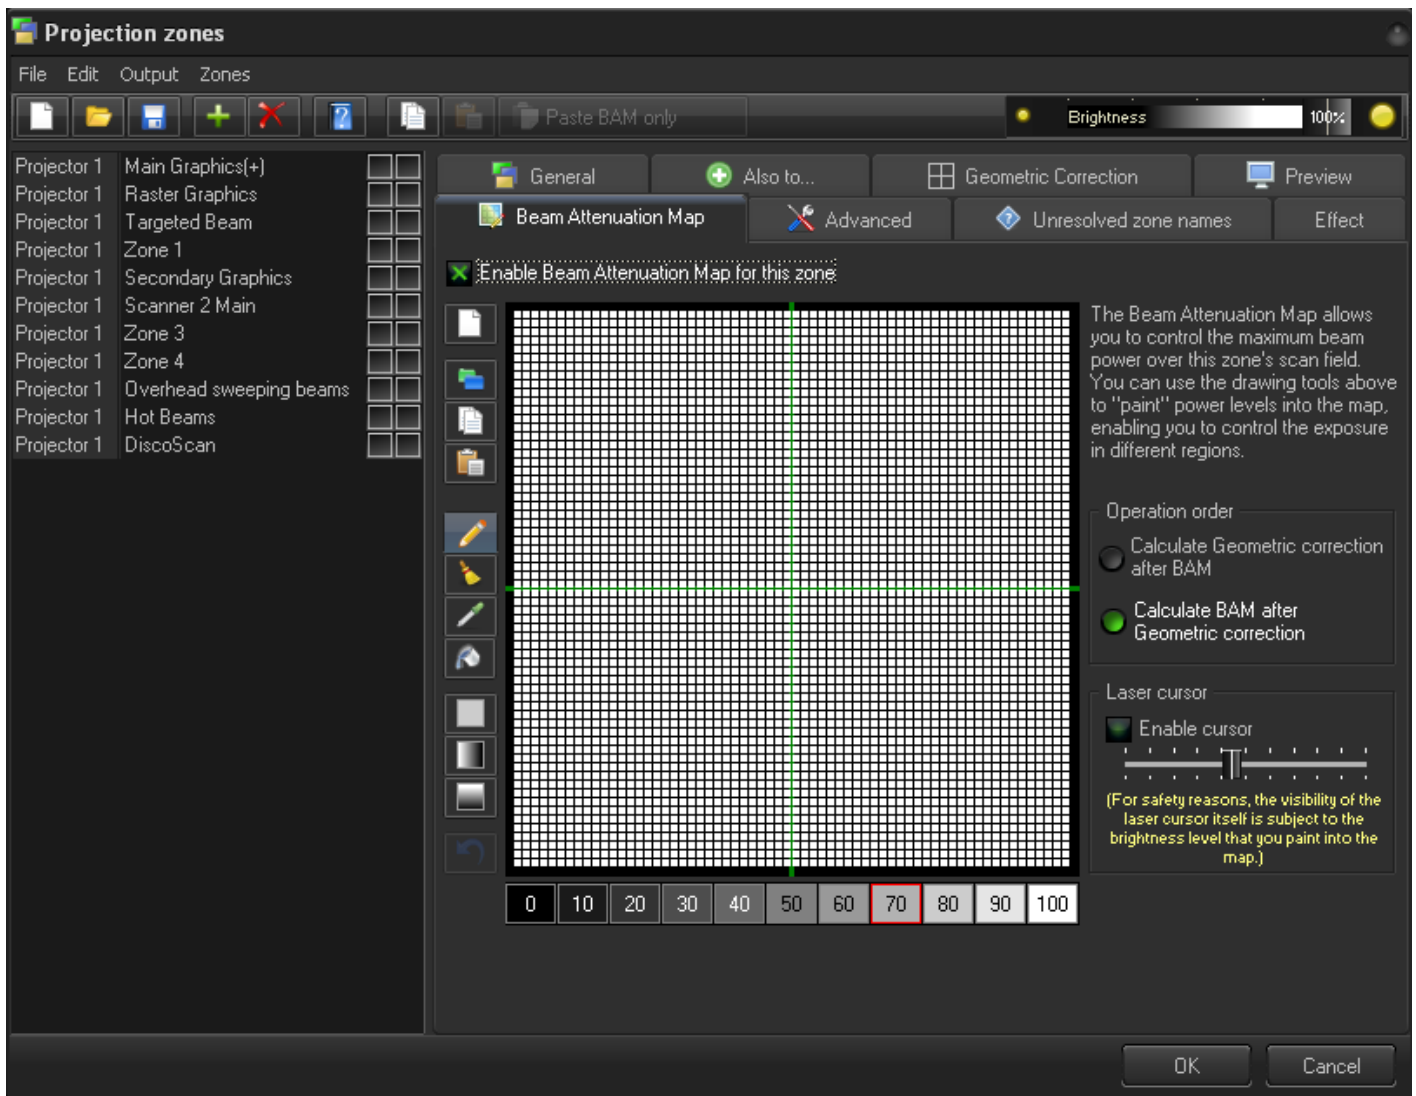 Projection zones
File Edit Output Zones
Paste BAM only
Brightness 100%
Projector 1 Main Graphics(+)
Projector 1 Raster Graphics
Projector 1 Targeted Beam
Projector 1 Zone 1
Projector 1 Secondary Graphics
Projector 1 Scanner 2 Main
Projector 1 Zone 3
Projector 1 Zone 4
Projector 1 Overhead sweeping beams
Projector 1 Hot Beams
Projector 1 DiscoScan
General Also to... Geometric Correction Preview
Beam Attenuation Map Advanced Unresolved zone names Effect
Enable Beam Attenuation Map for this zone
The Beam Attenuation Map allows
you to control the maximum beam
power over this zone's scan field.
You can use the drawing tools above
to "paint" power levels into the map,
enabling you to control the exposure
in different regions.
Operation order
Calculate Geometric correction
after BAM
Calculate BAM after
Geometric correction
Laser cursor
Enable cursor
(For safety reasons, the visibility of the
laser cursor itself is subject to the
brightness level that you paint into the
map.)
0 10 20 30 40 50 60 70 80 90 100
OK Cancel